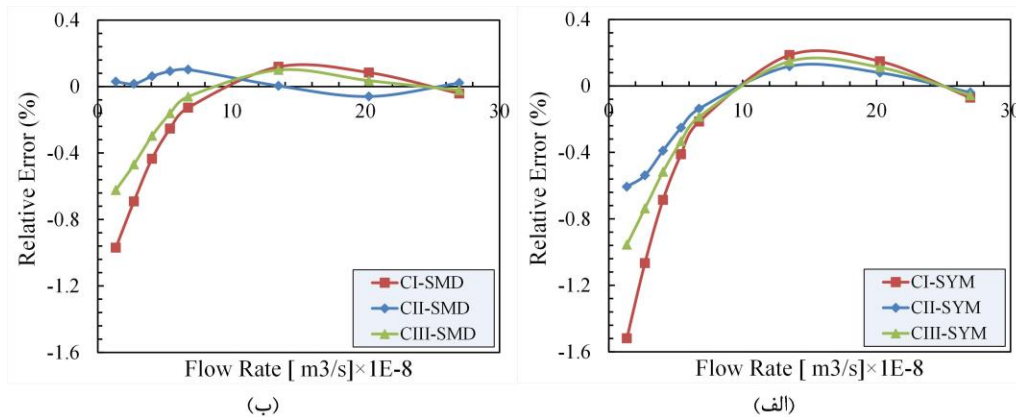 0.4
0
-0.4
-0.8
-1.2
-1.6
0
10
20
30
Relative Error (%)
Flow Rate [ m3/s]×1E-8
CI-SMD
CII-SMD
CIII-SMD
(ب)
0.4
0
-0.4
-0.8
-1.2
-1.6
0
10
20
30
Relative Error (%)
Flow Rate [ m3/s]×1E-8
CI-SYM
CII-SYM
CIII-SYM
(الف)